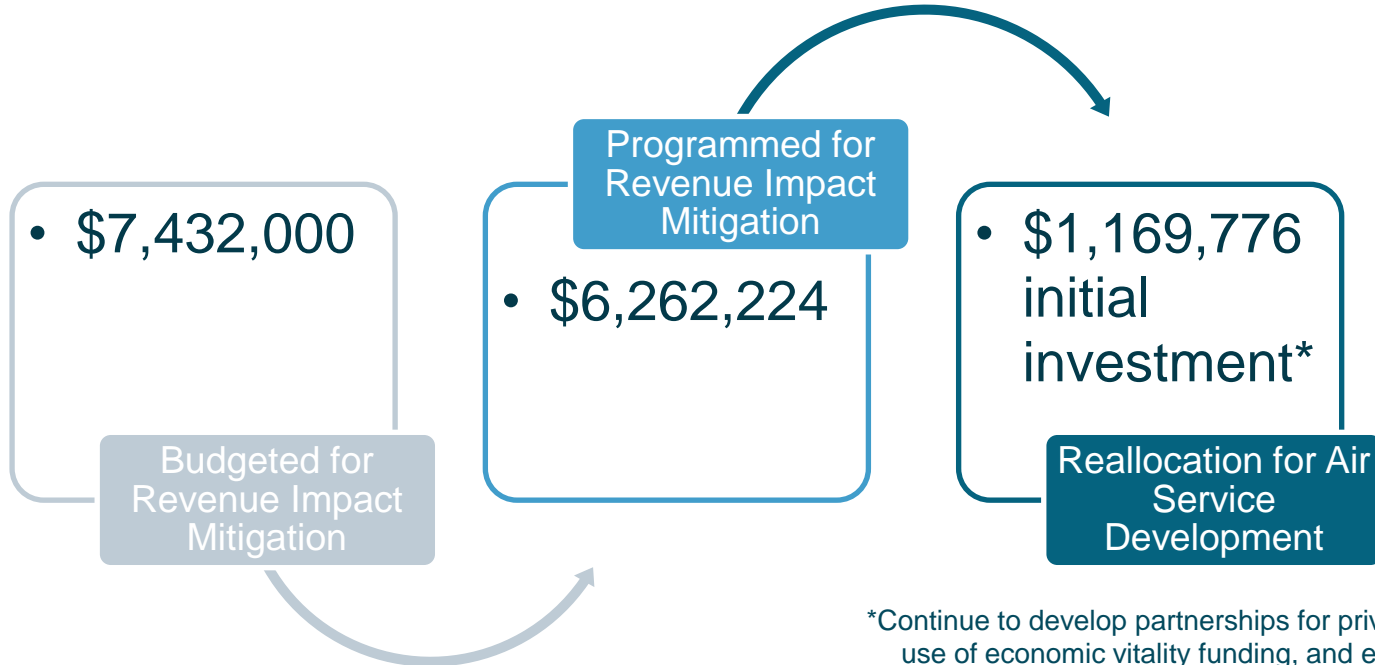 • $7,432,000
Budgeted for
Revenue Impact
Mitigation
Programmed for
Revenue Impact
Mitigation
• $6,262,224
• $1,169,776
initial
investment*
Reallocation for Air
Service
Development
*Continue to develop partnerships for
use of economic vitality funding, and